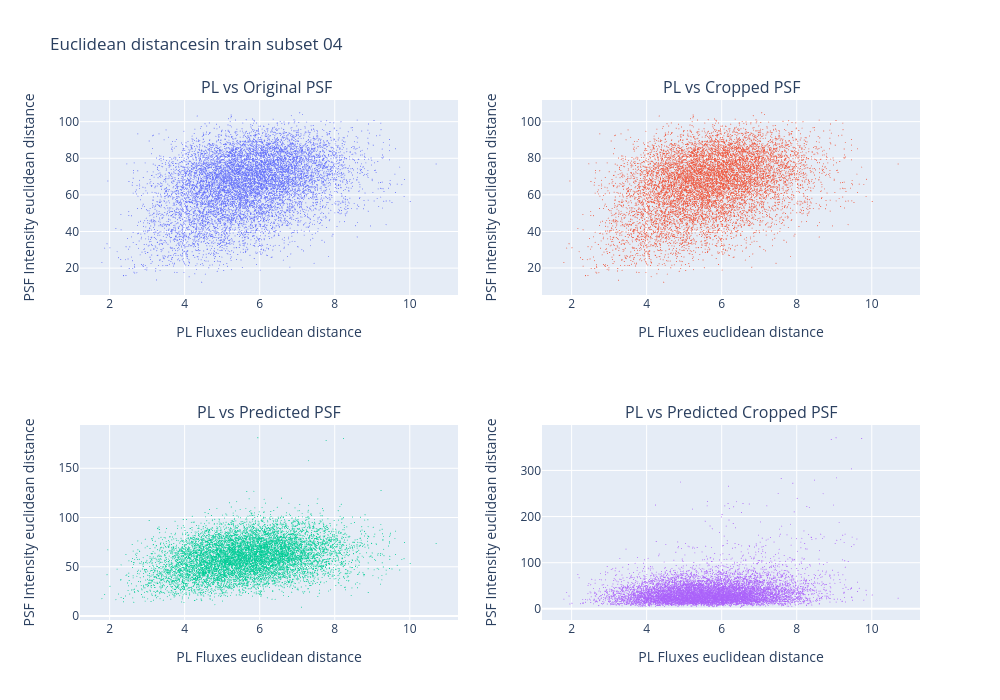 Euclidean distancesin train subset 04
PL vs Original PSF
PSF Intensity euclidean distance
100
80
60
40
20
2 4 6 8 10
PL Fluxes euclidean distance
PL vs Cropped PSF
PSF Intensity euclidean distance
100
80
60
40
20
2 4 6 8 10
PL Fluxes euclidean distance
PL vs Predicted PSF
PSF Intensity euclidean distance
150
100
50
0
2 4 6 8 10
PL Fluxes euclidean distance
PL vs Predicted Cropped PSF
PSF Intensity euclidean distance
300
200
100
0
2 4 6 8 10
PL Fluxes euclidean distance